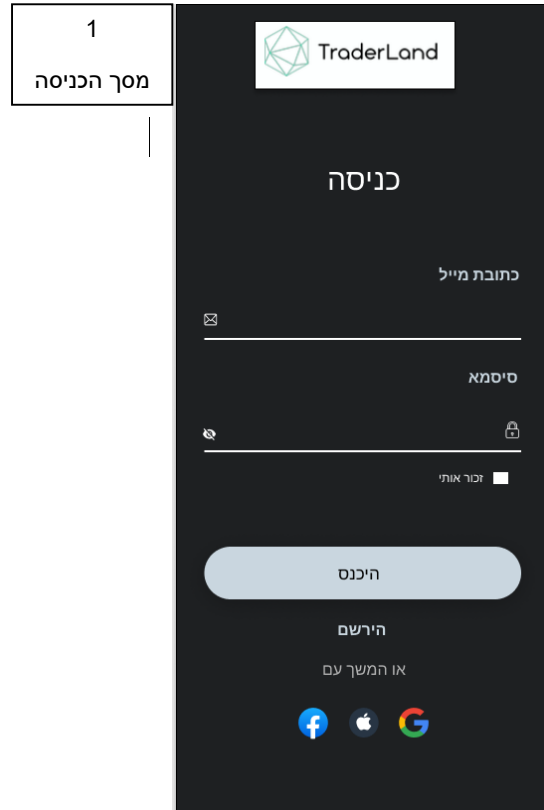 1
מסך הכניסה
TraderLand
כניסה
כתובת מייל
סיסמא
זכור אותי
היכנס
הירשם
או המשך עם